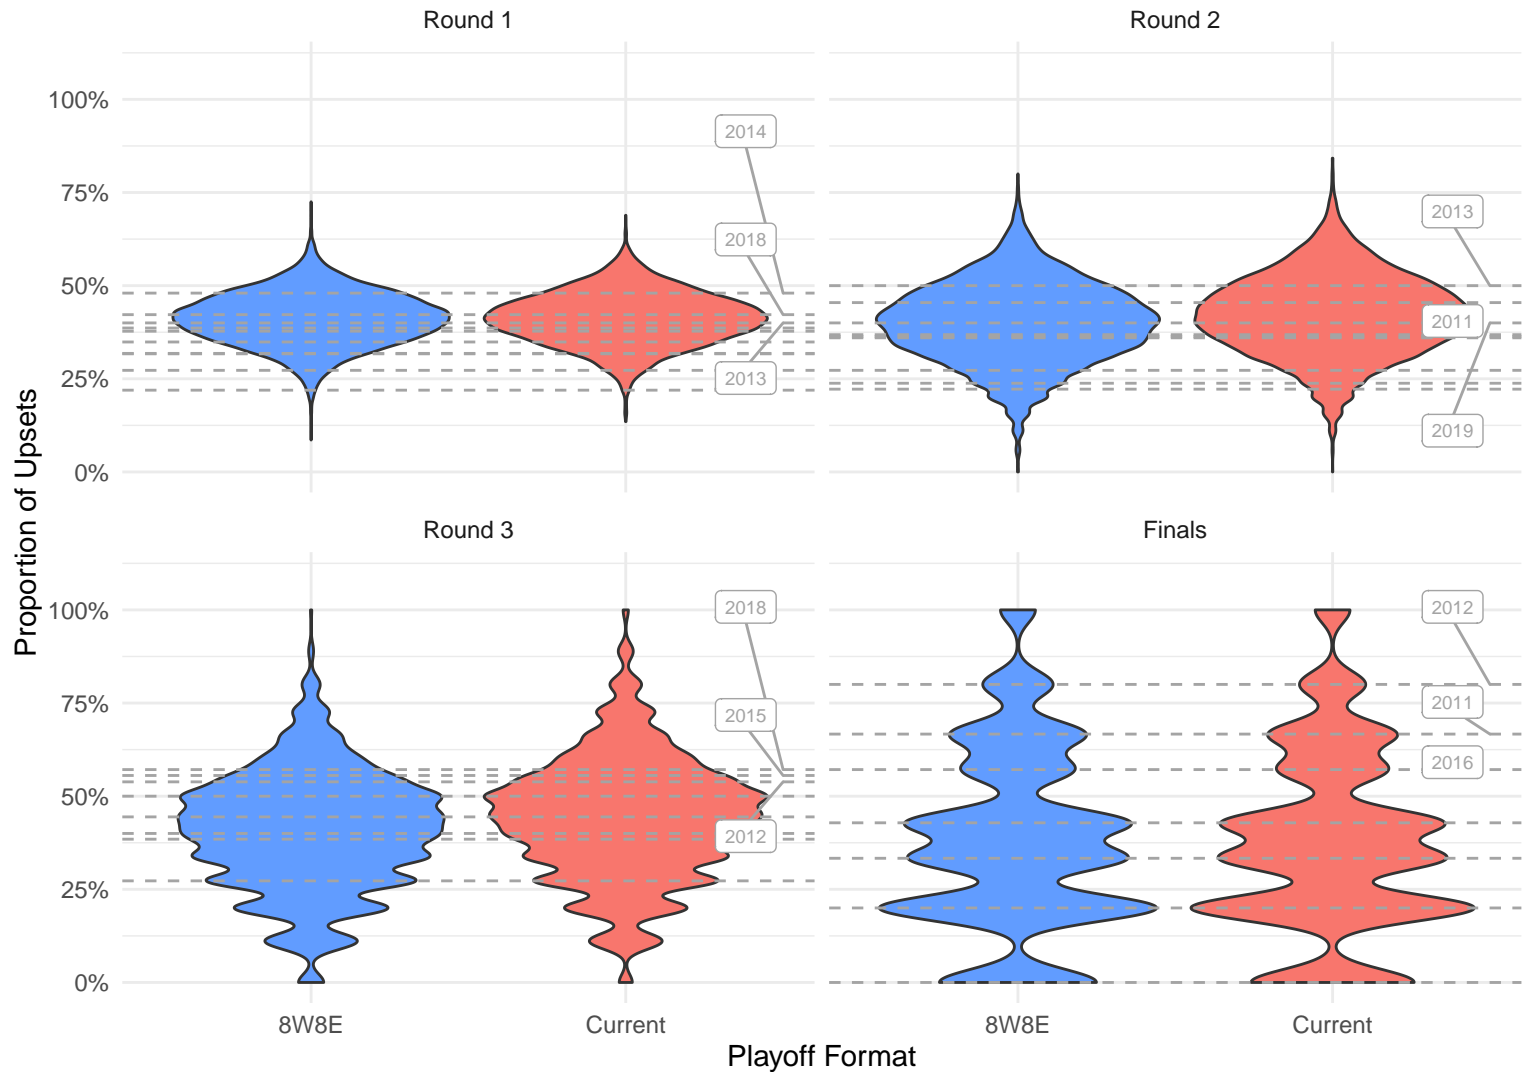 Round 1
Round 2
100%
75%
50%
25%
0%
2014
2018
2013
2013
2011
2019
Proportion of Upsets
Round 3
Finals
100%
75%
50%
25%
0%
2018
2015
2012
2012
2011
2016
8W8E
Current
8W8E
Current
Playoff Format